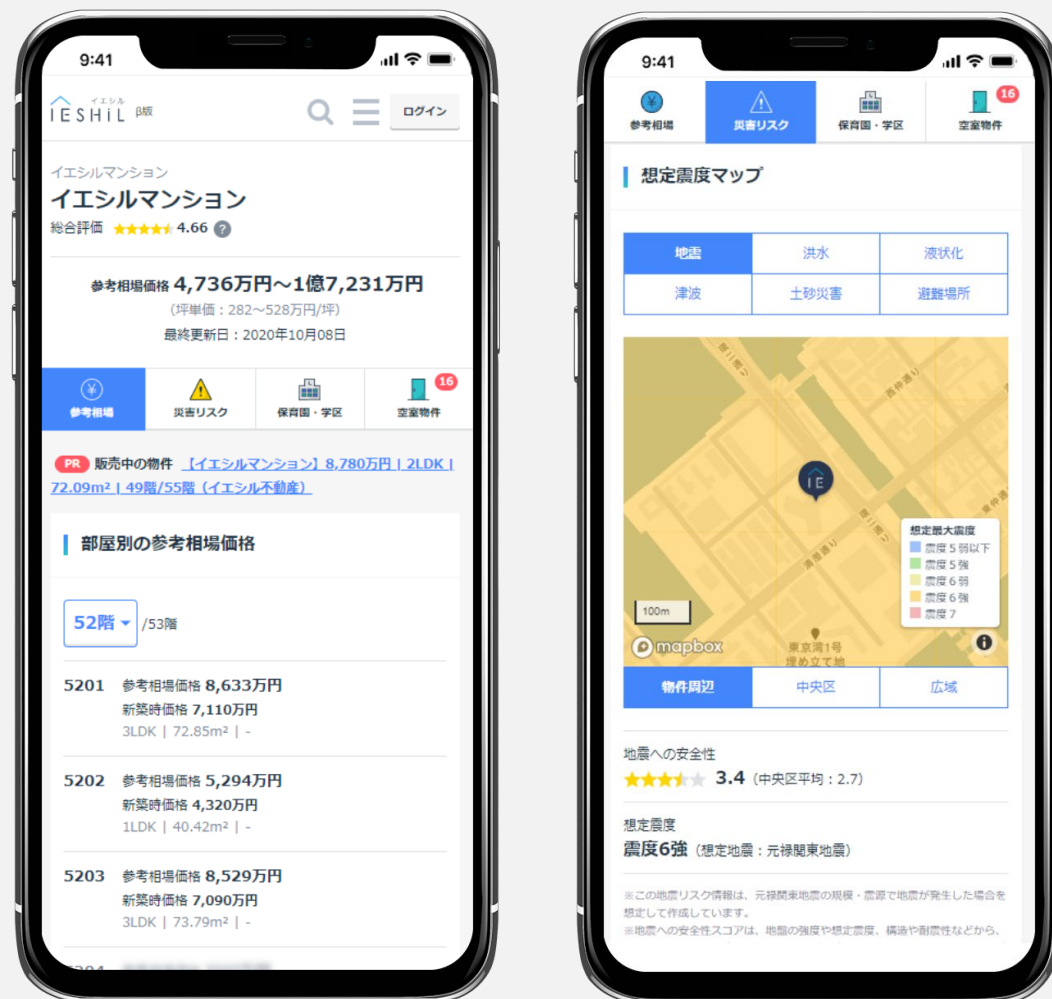 9:41
イエシル
IESHIL β版
ログイン
イエシルマンション
イエシルマンション
総合評価 4.66 ?
参考相場価格 4,736万円〜1億7,231万円
(坪単価：282〜528万円/坪)
最終更新日：2020年10月08日
参考相場
災害リスク
保育園・学区
16
空室物件
PR 販売中の物件 【イエシルマンション】8,780万円 | 2LDK |
72.09m² | 49階/55階（イエシル不動産）
部屋別の参考相場価格
52階 /53階
5201 参考相場価格 8,633万円
新築時価格 7,110万円
3LDK | 72.85m² | -
5202 参考相場価格 5,294万円
新築時価格 4,320万円
1LDK | 40.42m² | -
5203 参考相場価格 8,529万円
新築時価格 7,090万円
3LDK | 73.79m² | -
9:41
参考相場
災害リスク
保育園・学区
16
空室物件
想定震度マップ
地震 洪水 液状化
津波 土砂災害 避難場所
西仲通り
IE
清澄通り
想定最大震度
震度５弱以下
震度５強
震度６弱
震度６強
震度７
100m
mapbox
東京湾1号
埋め立て地
物件周辺 中央区 広域
地震への安全性
3.4（中央区平均：2.7）
想定震度
震度6強（想定地震：元禄関東地震）
※この地震リスク情報は、元禄関東地震の規模・震源で地震が発生した場合を
想定して作成しています。
※地震への安全性スコアは、地盤の強度や想定震度、構造や耐震性などから、